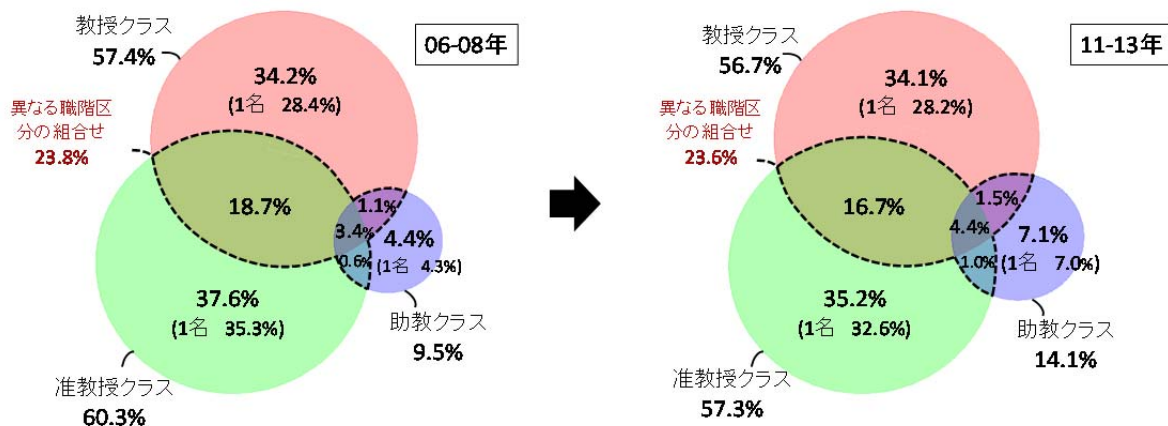 教授クラス
57.4%
06-08年
34.2%
(1名 28.4%)
異なる職階区
分の組合せ
23.8%
18.7%
1.1%
3.4%
0.6%
4.4%
(1名 4.3%)
37.6%
(1名 35.3%)
助教クラス
9.5%
准教授クラス
60.3%
教授クラス
56.7%
11-13年
34.1%
(1名 28.2%)
異なる職階区
分の組合せ
23.6%
16.7%
1.5%
4.4%
1.0%
7.1%
(1名 7.0%)
35.2%
(1名 32.6%)
助教クラス
14.1%
准教授クラス
57.3%